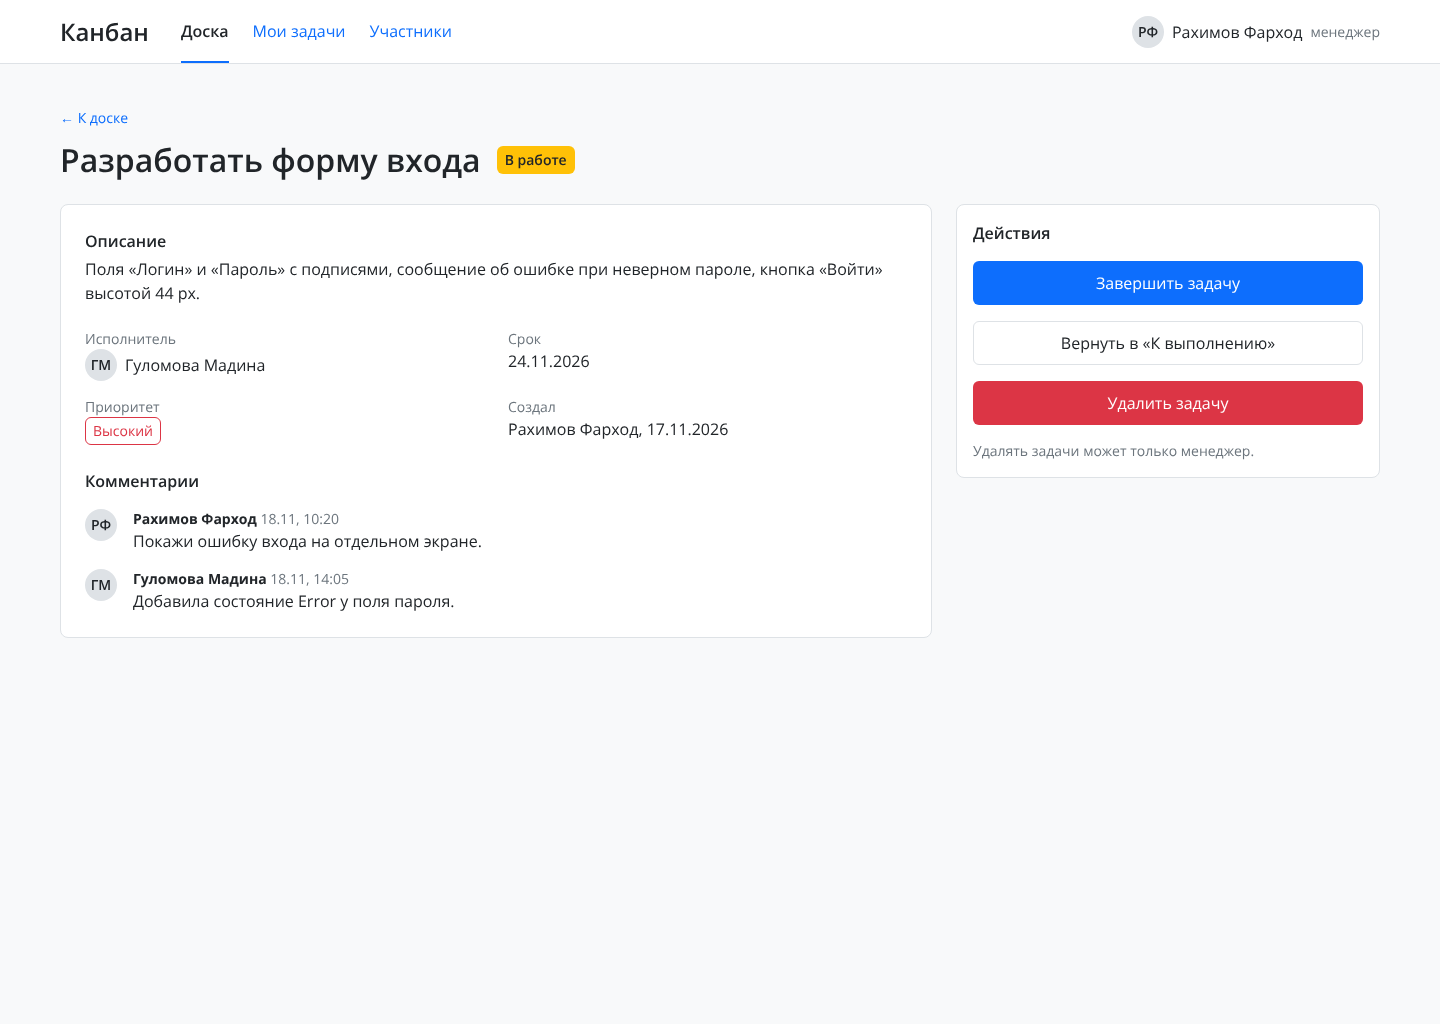 Канбан
Доска
Мои задачи
Участники
РФ
Рахимов Фарход
менеджер
← К доске
Разработать форму входа
В работе
Описание
Поля «Логин» и «Пароль» с подписями, сообщение об ошибке при неверном пароле, кнопка «Войти»
высотой 44 px.
Исполнитель
ГМ
Гуломова Мадина
Срок
24.11.2026
Приоритет
Высокий
Создал
Рахимов Фарход, 17.11.2026
Комментарии
РФ
Рахимов Фарход 18.11, 10:20
Покажи ошибку входа на отдельном экране.
ГМ
Гуломова Мадина 18.11, 14:05
Добавила состояние Error у поля пароля.
Действия
Завершить задачу
Вернуть в «К выполнению»
Удалить задачу
Удалять задачи может только менеджер.